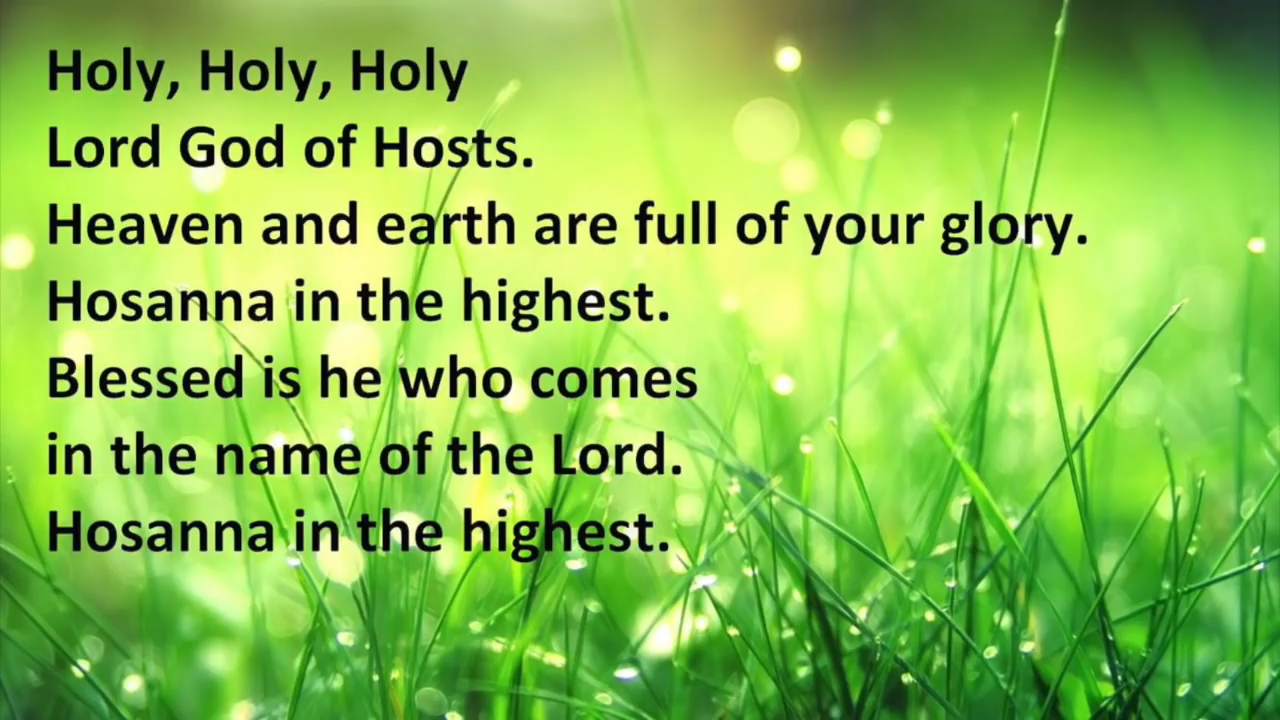 Holy, Holy, Holy
Lord God of Hosts.
Heaven and earth are full of your glory.
Hosanna in the highest.
Blessed is he who comes
in the name of the Lord.
Hosanna in the highest.